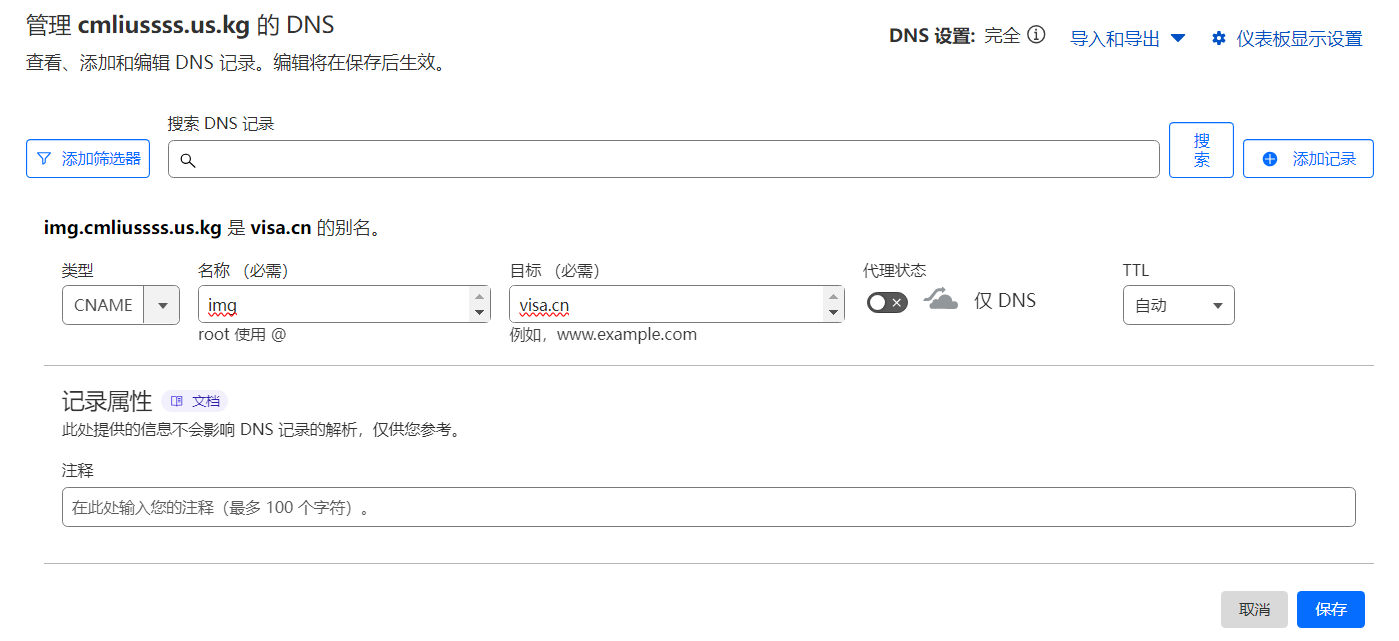 管理 cmliussss.us.kg 的 DNS
DNS 设置: 完全
导入和导出
仪表板显示设置
查看、添加和编辑 DNS 记录。编辑将在保存后生效。
搜索 DNS 记录
添加筛选器
搜
索
添加记录
img.cmliussss.us.kg 是 visa.cn 的别名。
类型
名称 （必需）
目标 （必需）
代理状态
TTL
CNAME
img
visa.cn
仅 DNS
自动
root 使用 @
例如，www.example.com
记录属性
文档
此处提供的信息不会影响 DNS 记录的解析，仅供您参考。
注释
在此处输入您的注释（最多 100 个字符）。
取消
保存